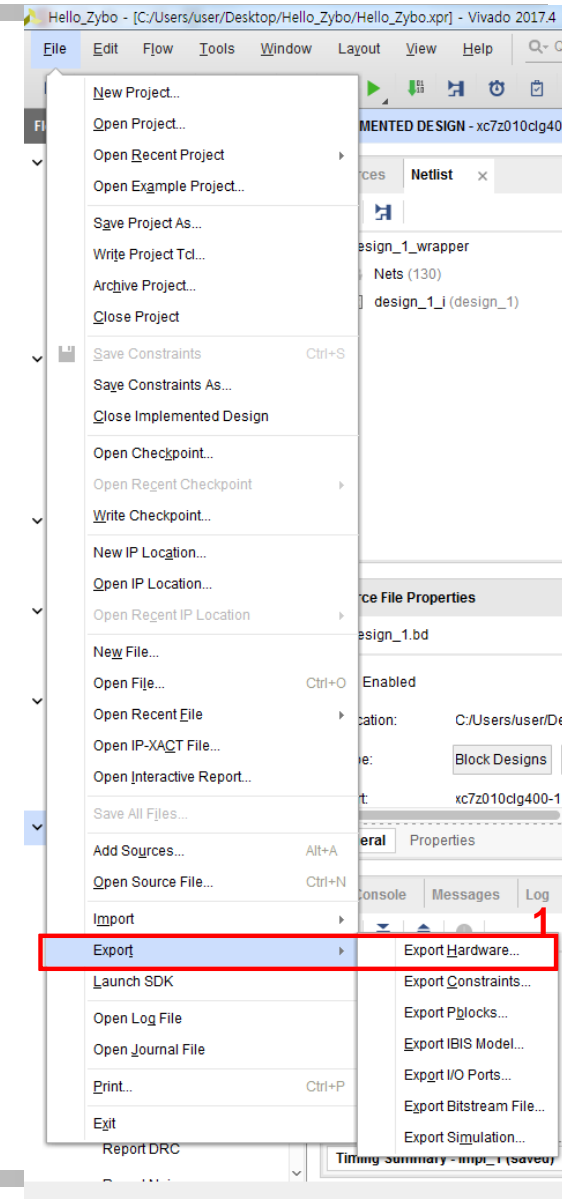 Hello_Zybo - [C:/Users/user/Desktop/Hello_Zybo/Hello_Zybo.xpr] - Vivado 2017.4
File Edit Flow Tools Window Layout View Help
New Project...
Open Project...
Open Recent Project
Open Example Project...
Save Project As...
Write Project Tcl...
Archive Project...
Close Project
Save Constraints Ctrl+S
Save Constraints As...
Close Implemented Design
Open Checkpoint...
Open Recent Checkpoint
Write Checkpoint...
New IP Location...
Open IP Location...
Open Recent IP Location
New File...
Open File... Ctrl+O
Open Recent File
Open IP-XACT File...
Open Interactive Report...
Save All Files...
Add Sources... Alt+A
Open Source File... Ctrl+N
Import
Export
Launch SDK
Open Log File
Open Journal File
Print... Ctrl+P
Exit
Report DRC
MENTED DESIGN - xc7z010clg40
rces Netlist
esign_1_wrapper
Nets (130)
design_1_i (design_1)
rce File Properties
esign_1.bd
Enabled
cation: C:/Users/user/De
pe: Block Designs
rt: xc7z010clg400-1
eral Properties
Console Messages Log
1
Export Hardware...
Export Constraints...
Export Pblocks...
Export IBIS Model...
Export I/O Ports...
Export Bitstream File...
Export Simulation...
Timing Summary - impl_1 (saved)